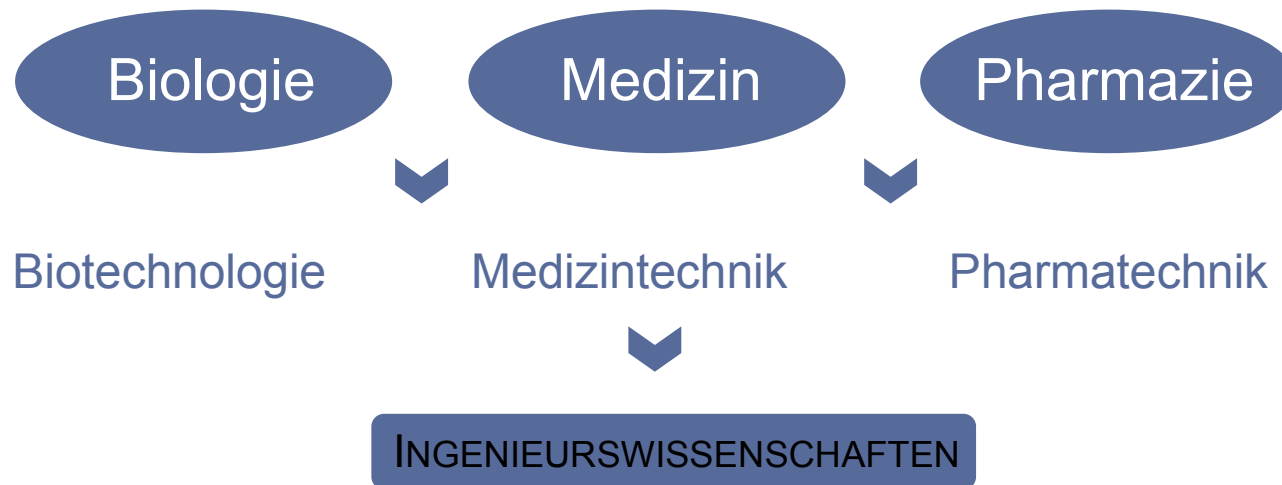 Biologie Medizin Pharmazie
Biotechnologie Medizintechnik Pharmatechnik
INGENIEURSWISSENSCHAFTEN